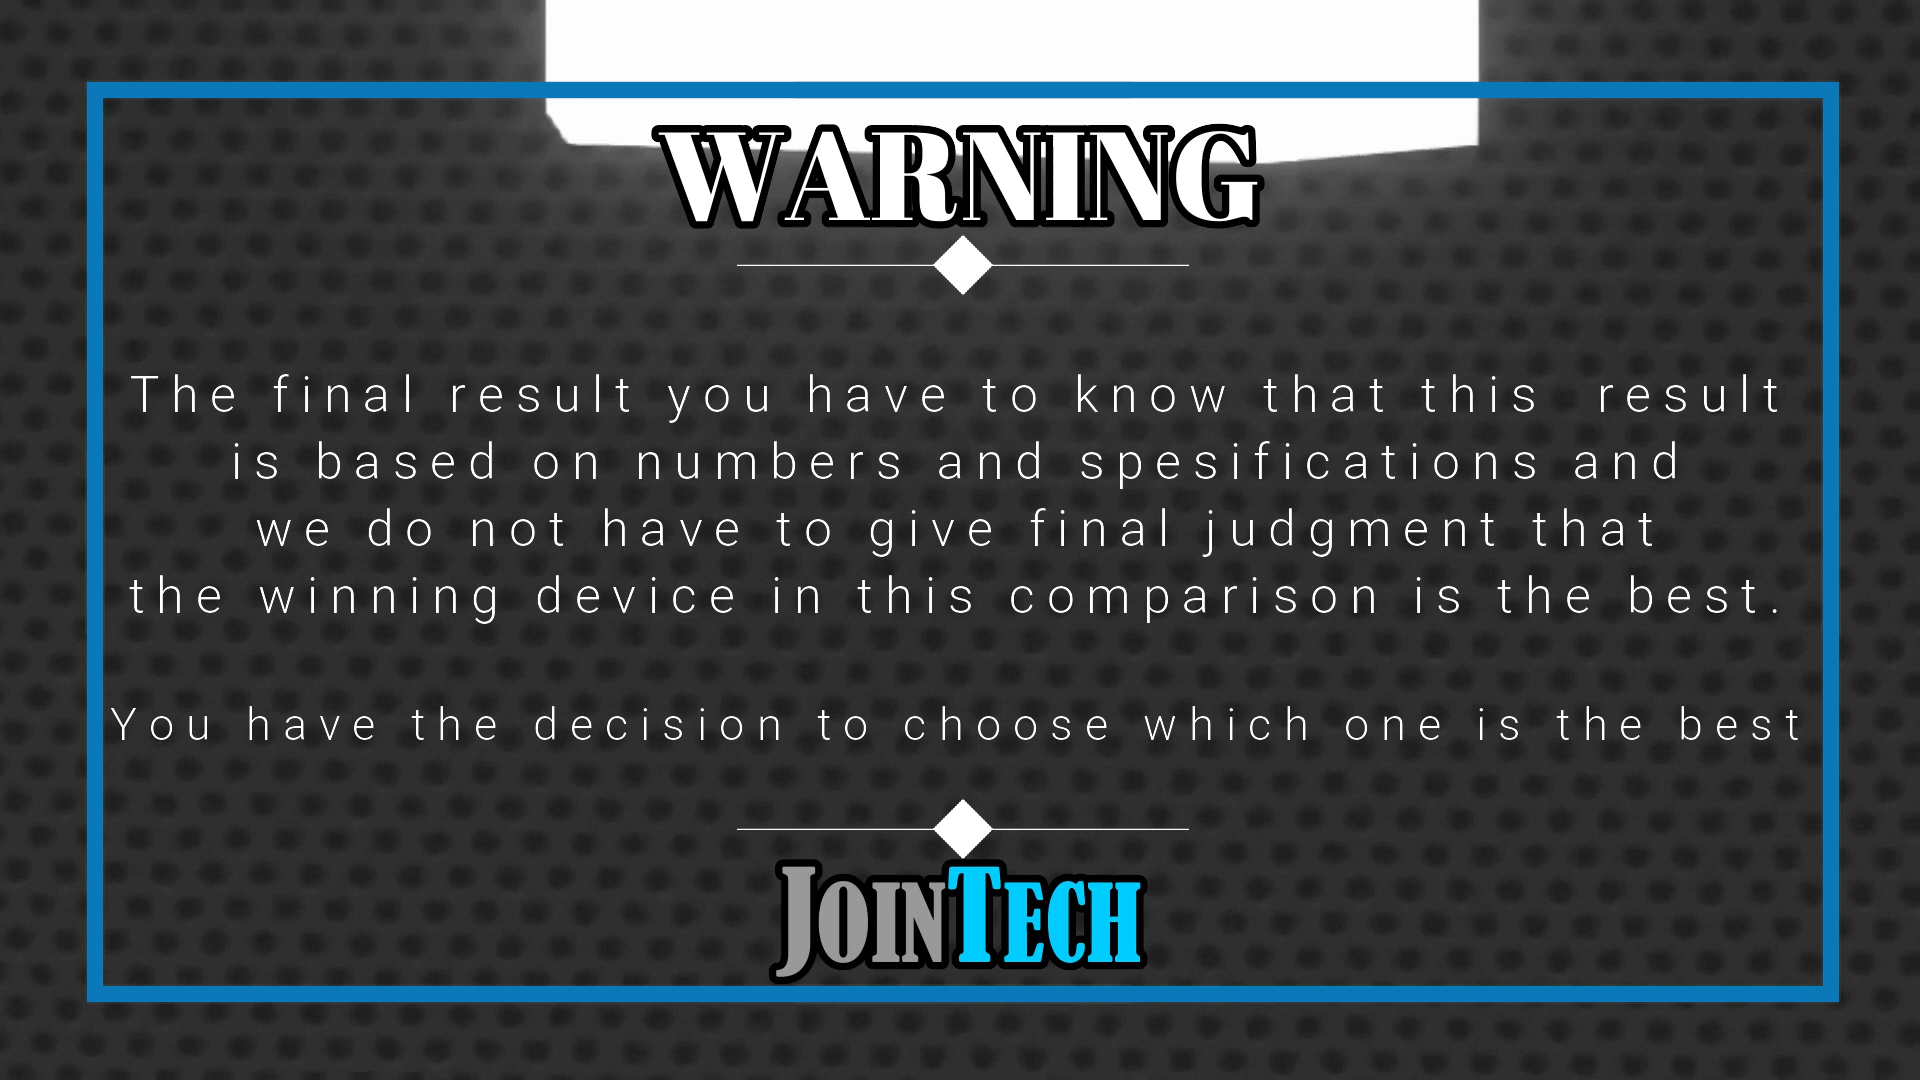 WARNING
The final result you have to know that this result
is based on numbers and spesifications and
we do not have to give final judgment that
the winning device in this comparison is the best.
You have the decision to choose which one is the best
JOINTECH